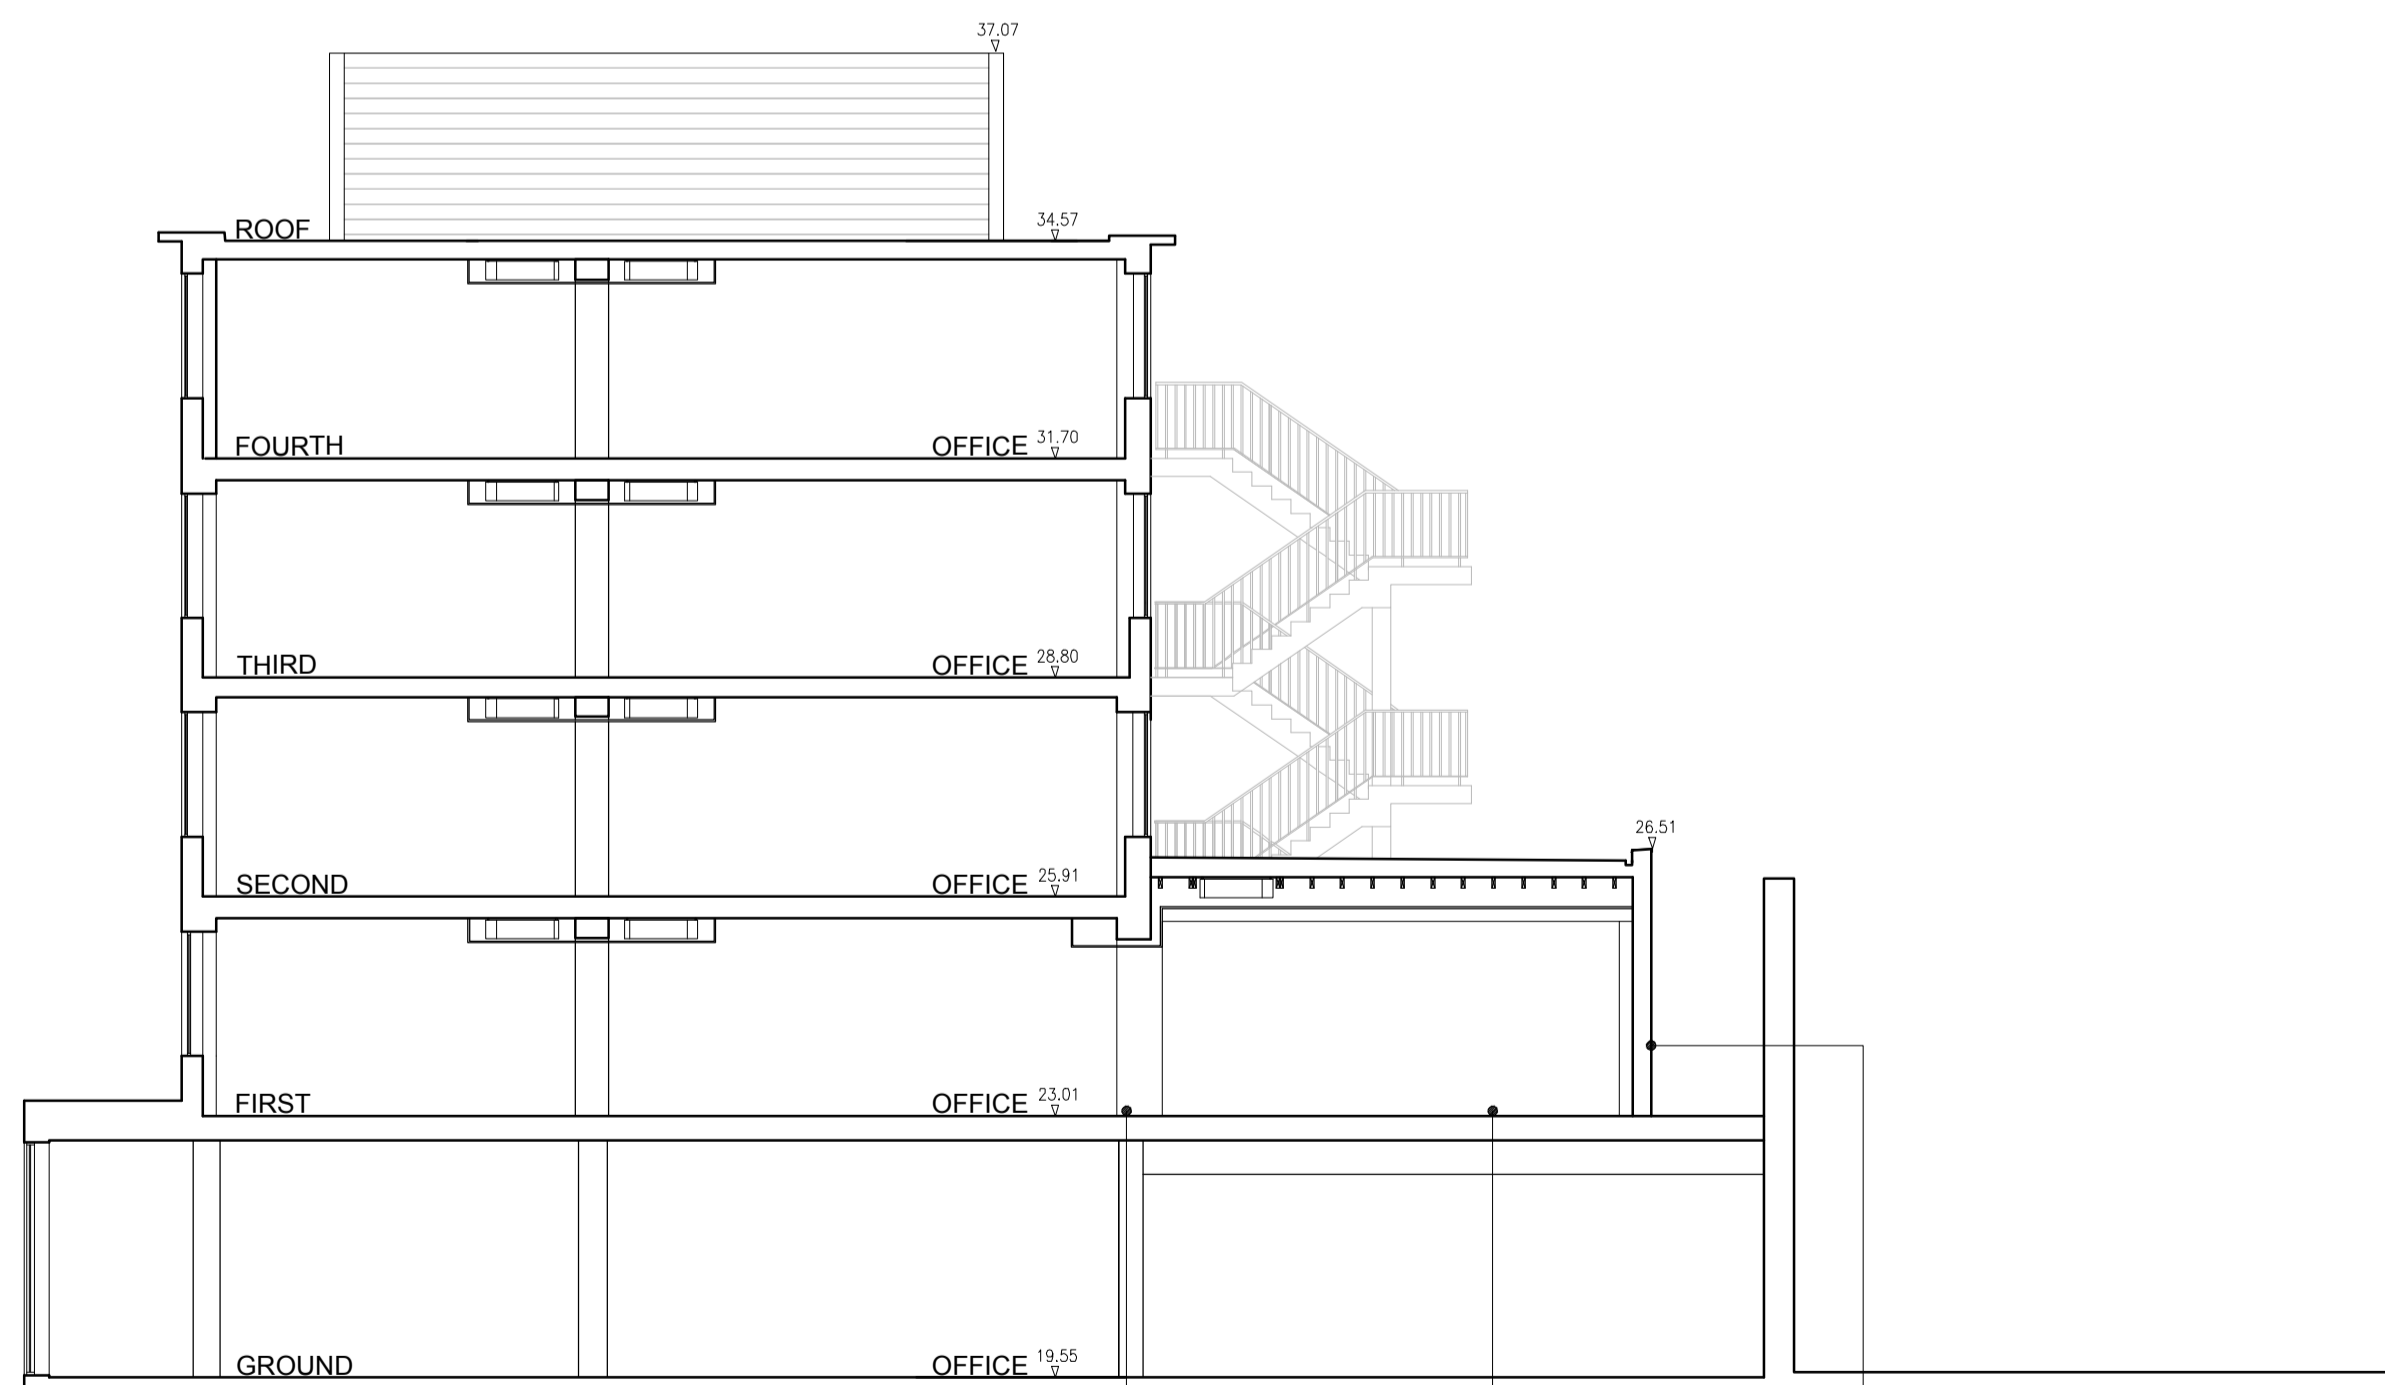 37.07
ROOF 34.57
FOURTH OFFICE 31.70
THIRD OFFICE 28.80
26.51
SECOND OFFICE 25.91
FIRST OFFICE 23.01
GROUND OFFICE 19.55